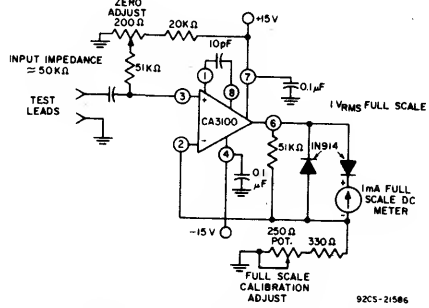 ZERO
ADJUST
200Ω
20KΩ
+15V
10pF
INPUT IMPEDANCE
≈ 50KΩ
51KΩ
1
8
7
0.1μF
1 VRMS FULL SCALE
TEST
LEADS
3
+
CA3100
6
2
-
4
51KΩ
1N914
0.1
μF
+
1mA FULL
SCALE DC
METER
-
-15V
250Ω
POT.
330Ω
FULL SCALE
CALIBRATION
ADJUST
92CS-21586